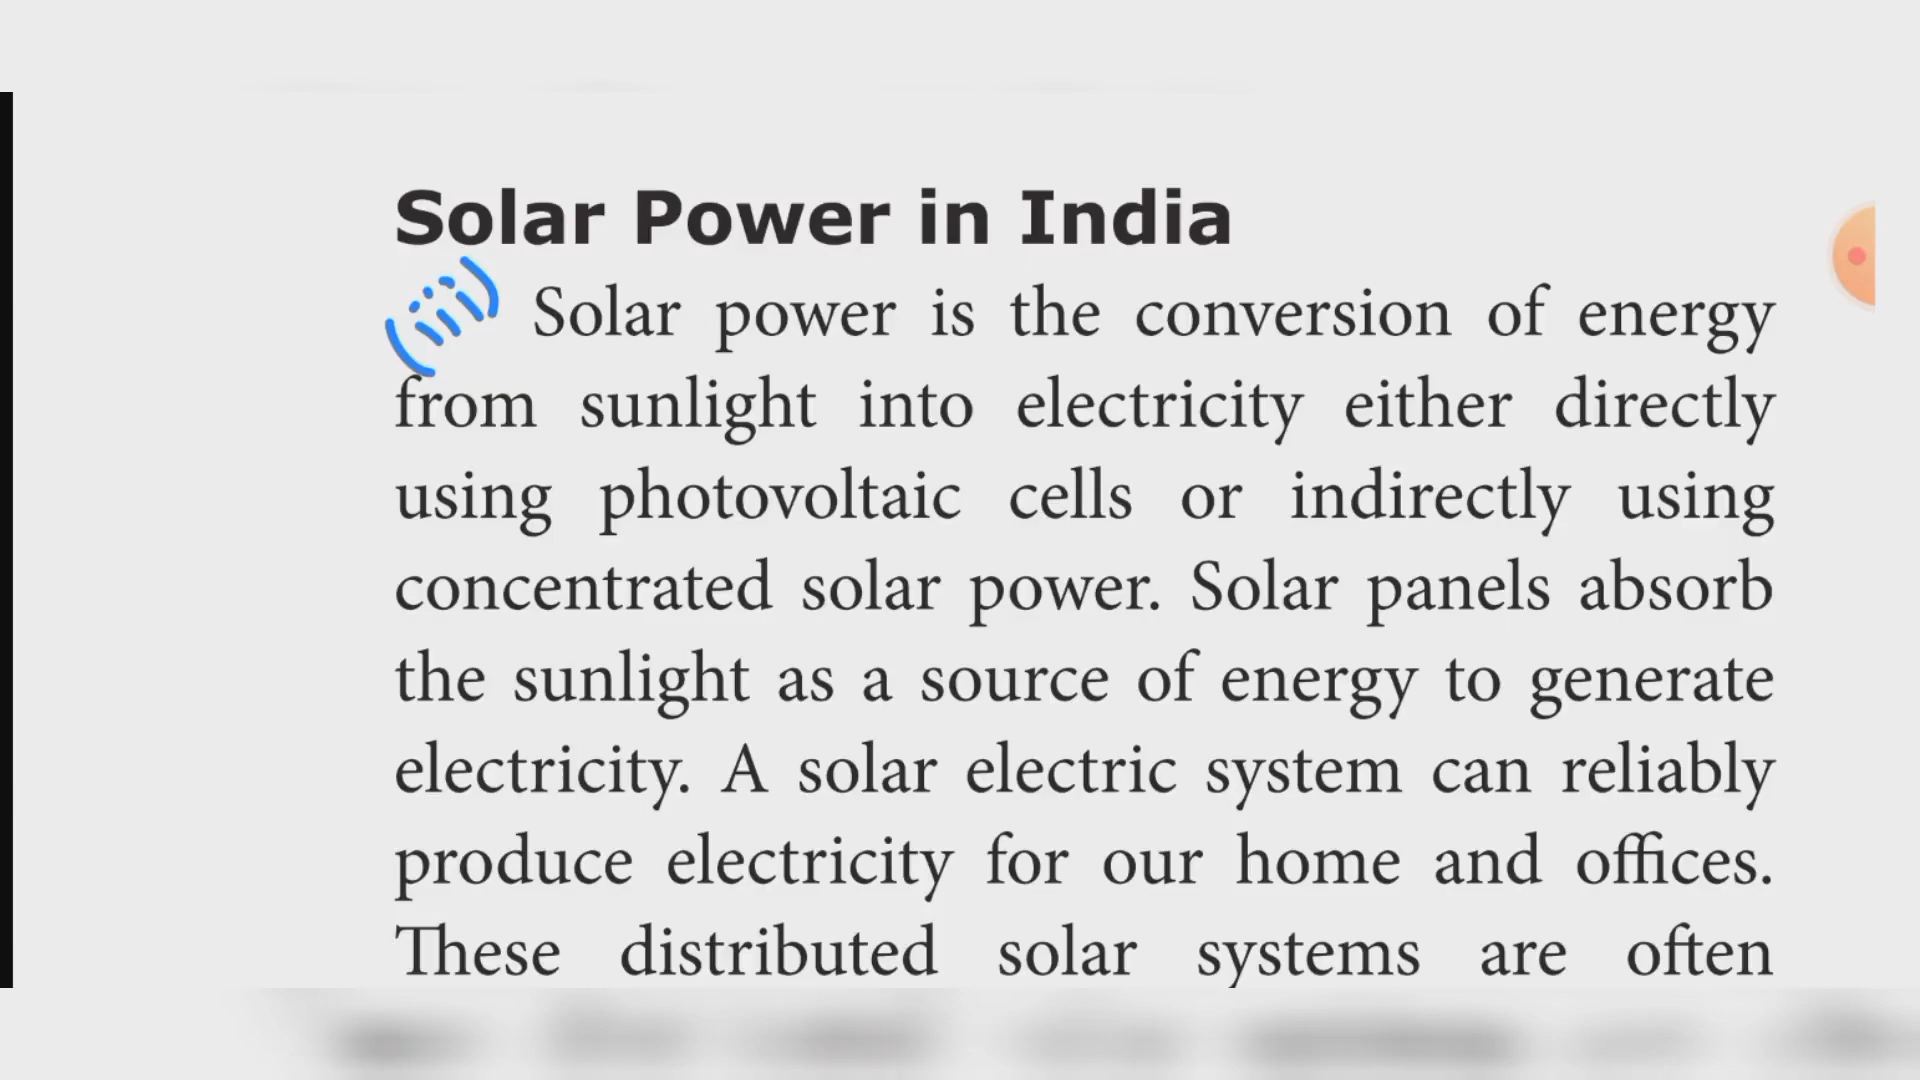 Solar Power in India
(iii) Solar power is the conversion of energy
from sunlight into electricity either directly
using photovoltaic cells or indirectly using
concentrated solar power. Solar panels absorb
the sunlight as a source of energy to generate
electricity. A solar electric system can reliably
produce electricity for our home and offices.
These distributed solar systems are often